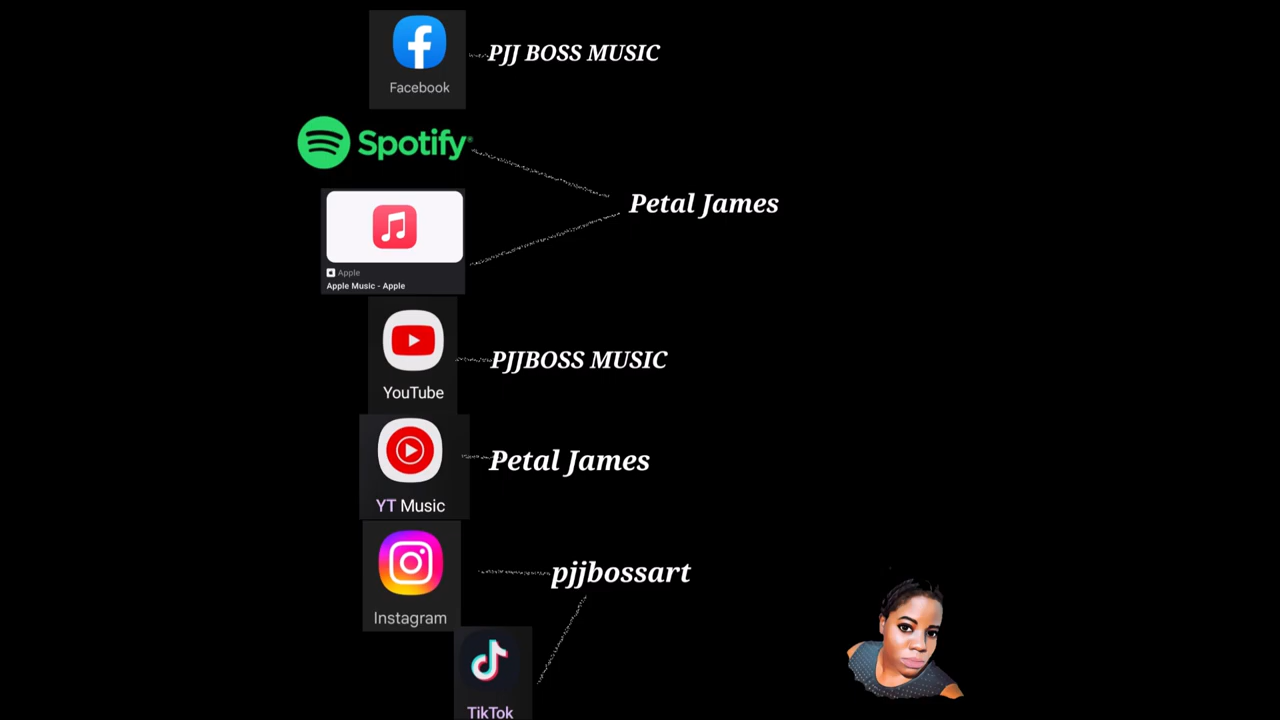 PJJ BOSS MUSIC
Facebook
Spotify®
Petal James
Apple
Apple Music - Apple
PJJBOSS MUSIC
YouTube
Petal James
YT Music
pjjbossart
Instagram
TikTok